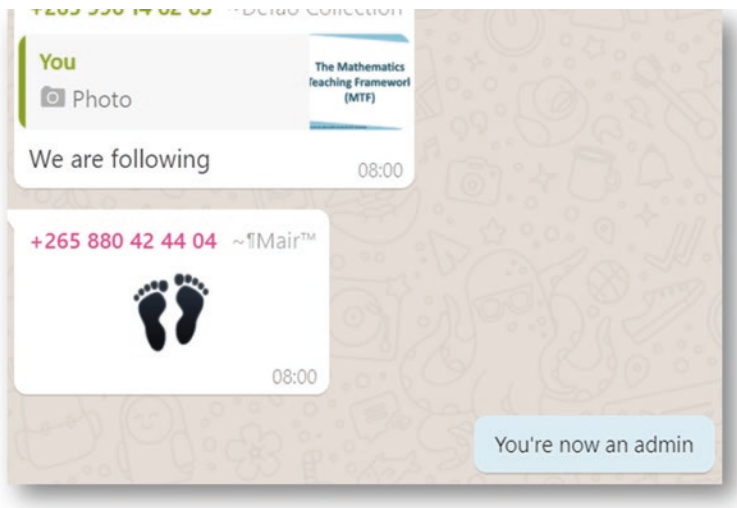 You
Photo
The Mathematics
Teaching Framework
(MTF)
We are following
08:00
+265 880 42 44 04 ~¶Mair™
08:00
You're now an admin